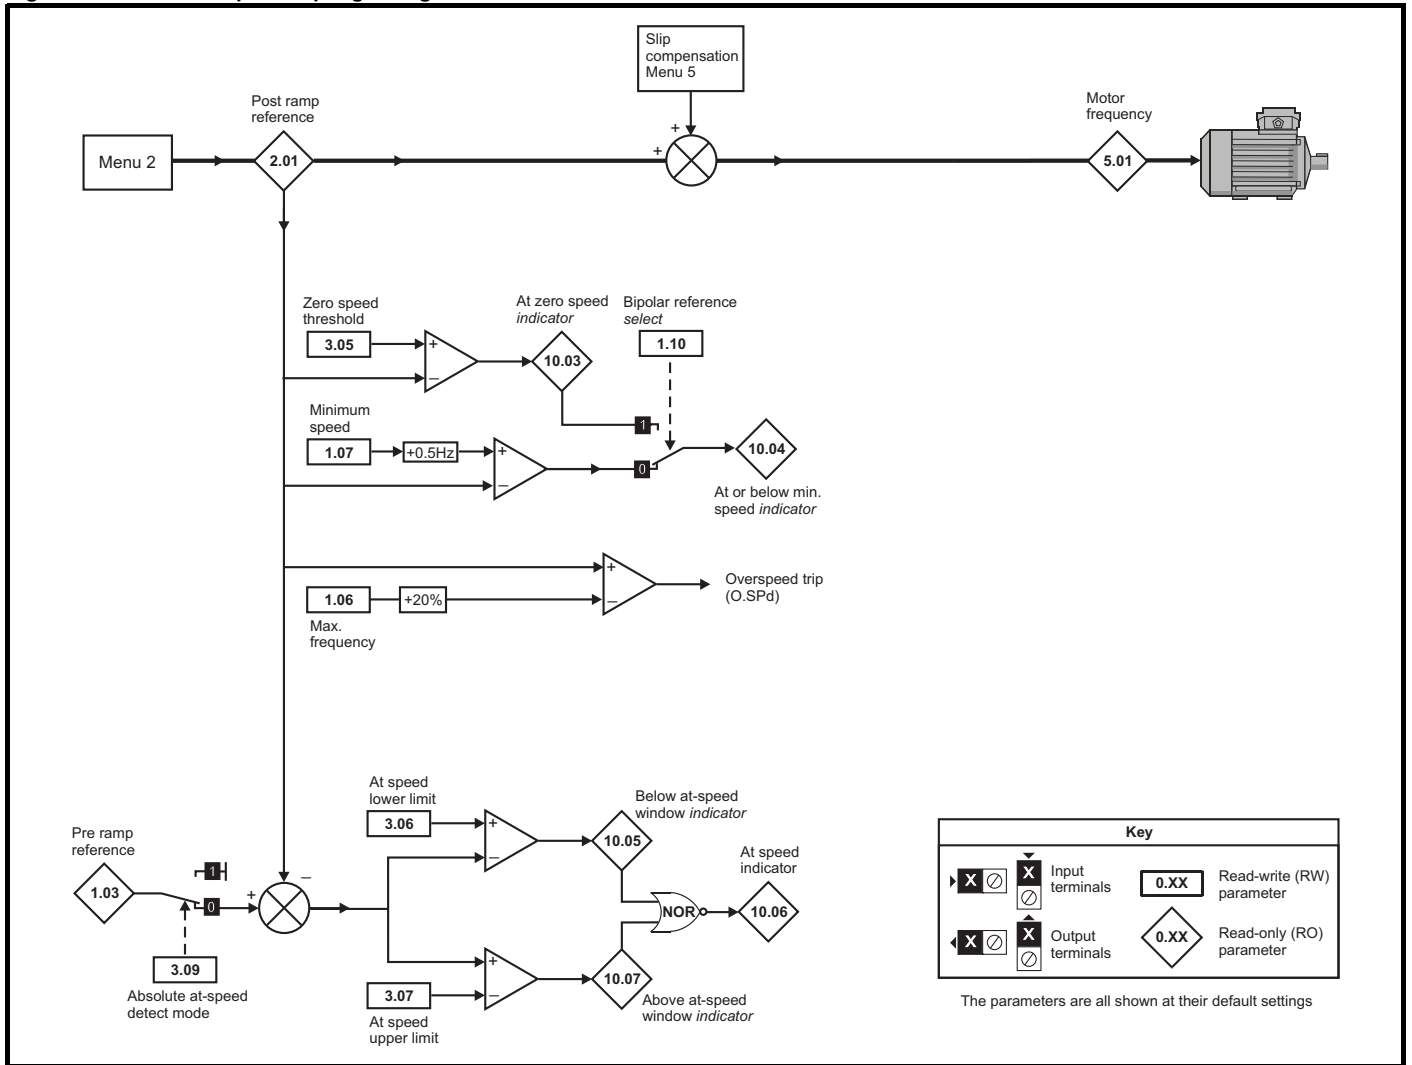 Slip
compensation
Menu 5
Post ramp
reference
Motor
frequency
Menu 2
2.01
+
+
5.01
Zero speed
threshold
At zero speed
indicator
Bipolar reference
select
3.05
+
–
10.03
1.10
Minimum
speed
1
1.07
+0.5Hz
+
–
0
10.04
At or below min.
speed indicator
+
–
Overspeed trip
(O.SPd)
1.06
+20%
Max.
frequency
At speed
lower limit
Below at-speed
window indicator
3.06
+
–
10.05
Pre ramp
reference
At speed
indicator
1
1.03
0
+
–
NOR
10.06
3.09
Absolute at-speed
detect mode
+
–
3.07
10.07
At speed
upper limit
Above at-speed
window indicator
Key
X
X
Input
terminals
0.XX
Read-write (RW)
parameter
X
X
Output
terminals
0.XX
Read-only (RO)
parameter
The parameters are all shown at their default settings